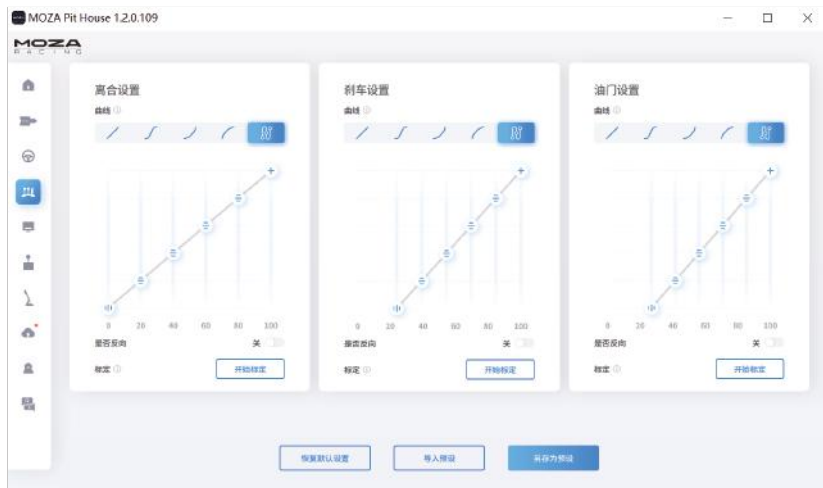 MOZA Pit House 1.2.0.109
MOZA
RACING
离合设置
曲线
0 20 40 60 80 100
是否反向 关
标定 开始标定
刹车设置
曲线
0 20 40 60 80 100
是否反向 关
标定 开始标定
油门设置
曲线
0 20 40 60 80 100
是否反向 关
标定 开始标定
恢复默认设置 导入预设 另存为预设